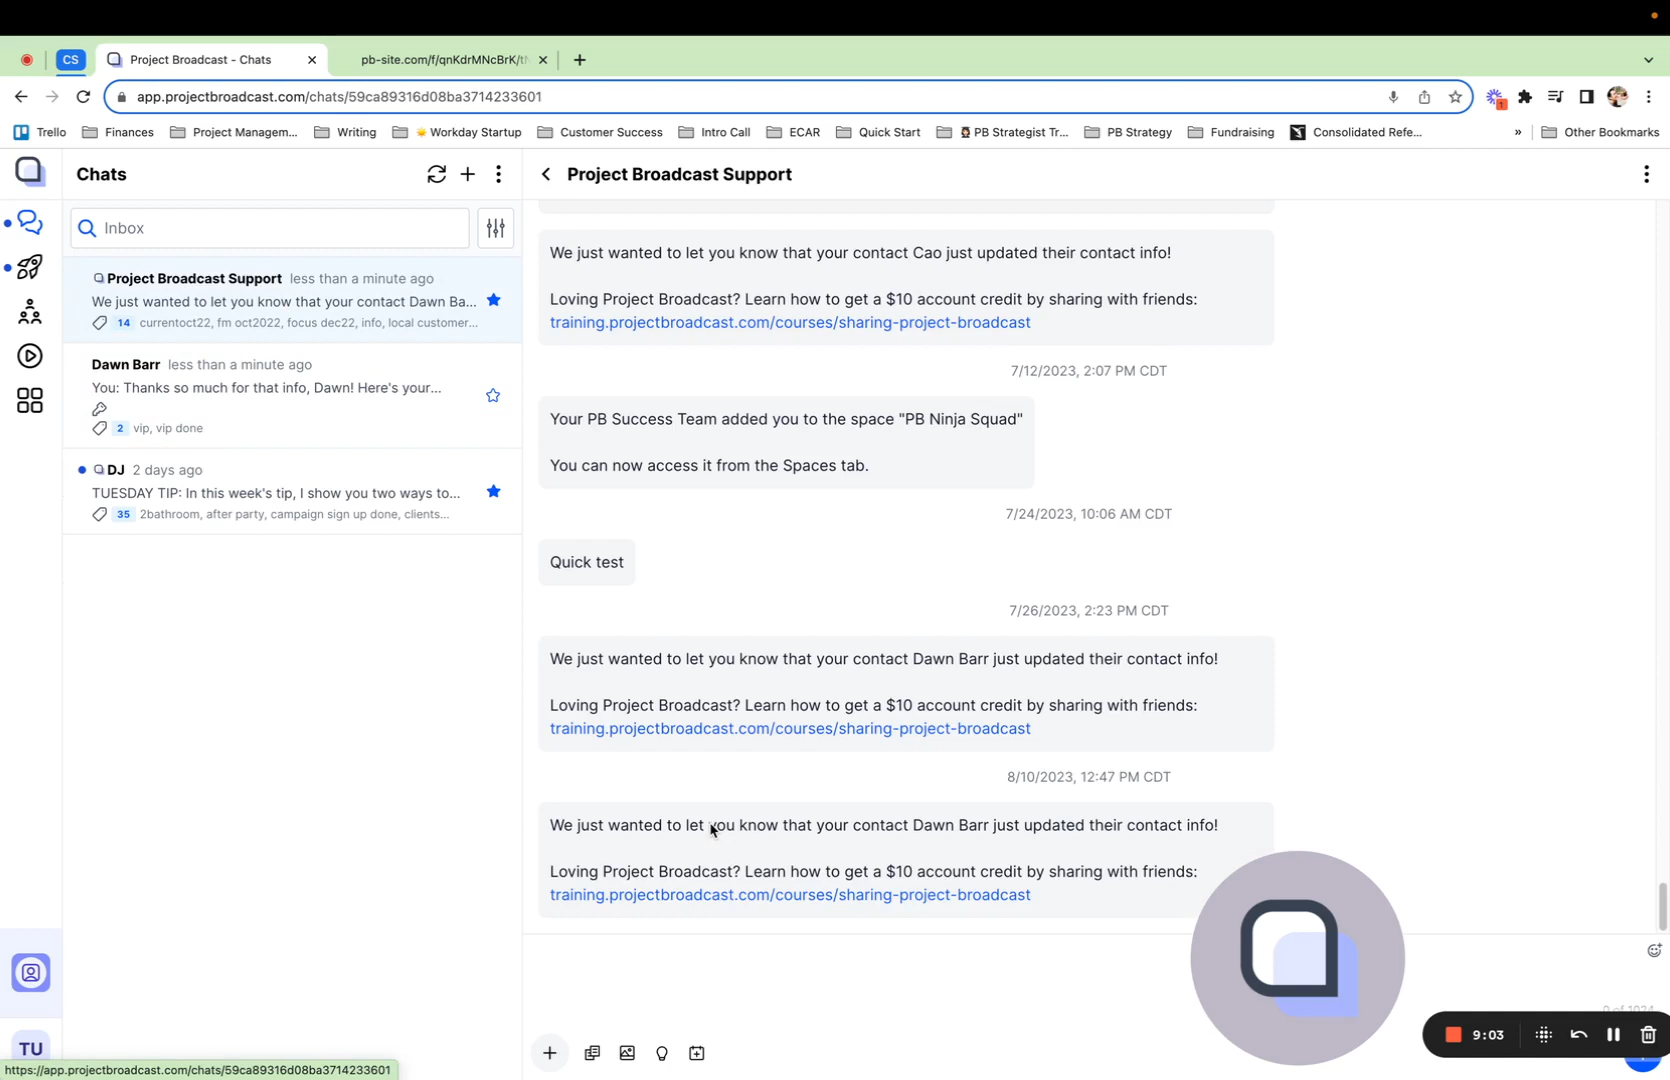 CS
Project Broadcast - Chats
pb-site.com/f/qnKdrMNcBrK/t
app.projectbroadcast.com/chats/59ca89316d08ba3714233601
1
Trello
Finances
Project Managem...
Writing
Workday Startup
Customer Success
Intro Call
ECAR
Quick Start
PB Strategist Tr...
PB Strategy
Fundraising
Consolidated Refe...
»
Other Bookmarks
Chats
Inbox
Project Broadcast Support less than a minute ago
We just wanted to let you know that your contact Dawn Ba...
14 currentoct22, fm oct2022, focus dec22, info, local customer...
Dawn Barr less than a minute ago
You: Thanks so much for that info, Dawn! Here's your...
2 vip, vip done
DJ 2 days ago
TUESDAY TIP: In this week's tip, I show you two ways to...
35 2bathroom, after party, campaign sign up done, clients...
TU
https://app.projectbroadcast.com/chats/59ca89316d08ba3714233601
Project Broadcast Support
We just wanted to let you know that your contact Cao just updated their contact info!
Loving Project Broadcast? Learn how to get a $10 account credit by sharing with friends:
training.projectbroadcast.com/courses/sharing-project-broadcast
7/12/2023, 2:07 PM CDT
Your PB Success Team added you to the space "PB Ninja Squad"
You can now access it from the Spaces tab.
7/24/2023, 10:06 AM CDT
Quick test
7/26/2023, 2:23 PM CDT
We just wanted to let you know that your contact Dawn Barr just updated their contact info!
Loving Project Broadcast? Learn how to get a $10 account credit by sharing with friends:
training.projectbroadcast.com/courses/sharing-project-broadcast
8/10/2023, 12:47 PM CDT
We just wanted to let you know that your contact Dawn Barr just updated their contact info!
Loving Project Broadcast? Learn how to get a $10 account credit by sharing with friends:
training.projectbroadcast.com/courses/sharing-project-broadcast
0 of 1024
9:03